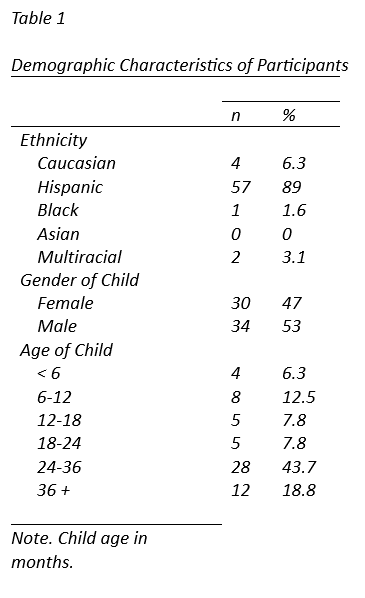 Table 1
Demographic Characteristics of Participants
n %
Ethnicity
Caucasian 4 6.3
Hispanic 57 89
Black 1 1.6
Asian 0 0
Multiracial 2 3.1
Gender of Child
Female 30 47
Male 34 53
Age of Child
< 6 4 6.3
6-12 8 12.5
12-18 5 7.8
18-24 5 7.8
24-36 28 43.7
36 + 12 18.8
Note. Child age in
months.